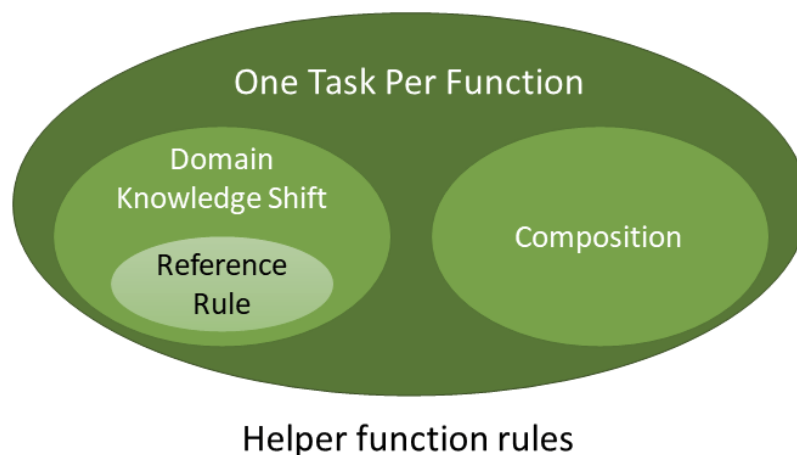 One Task Per Function
Domain
Knowledge Shift
Reference
Rule
Composition
Helper function rules